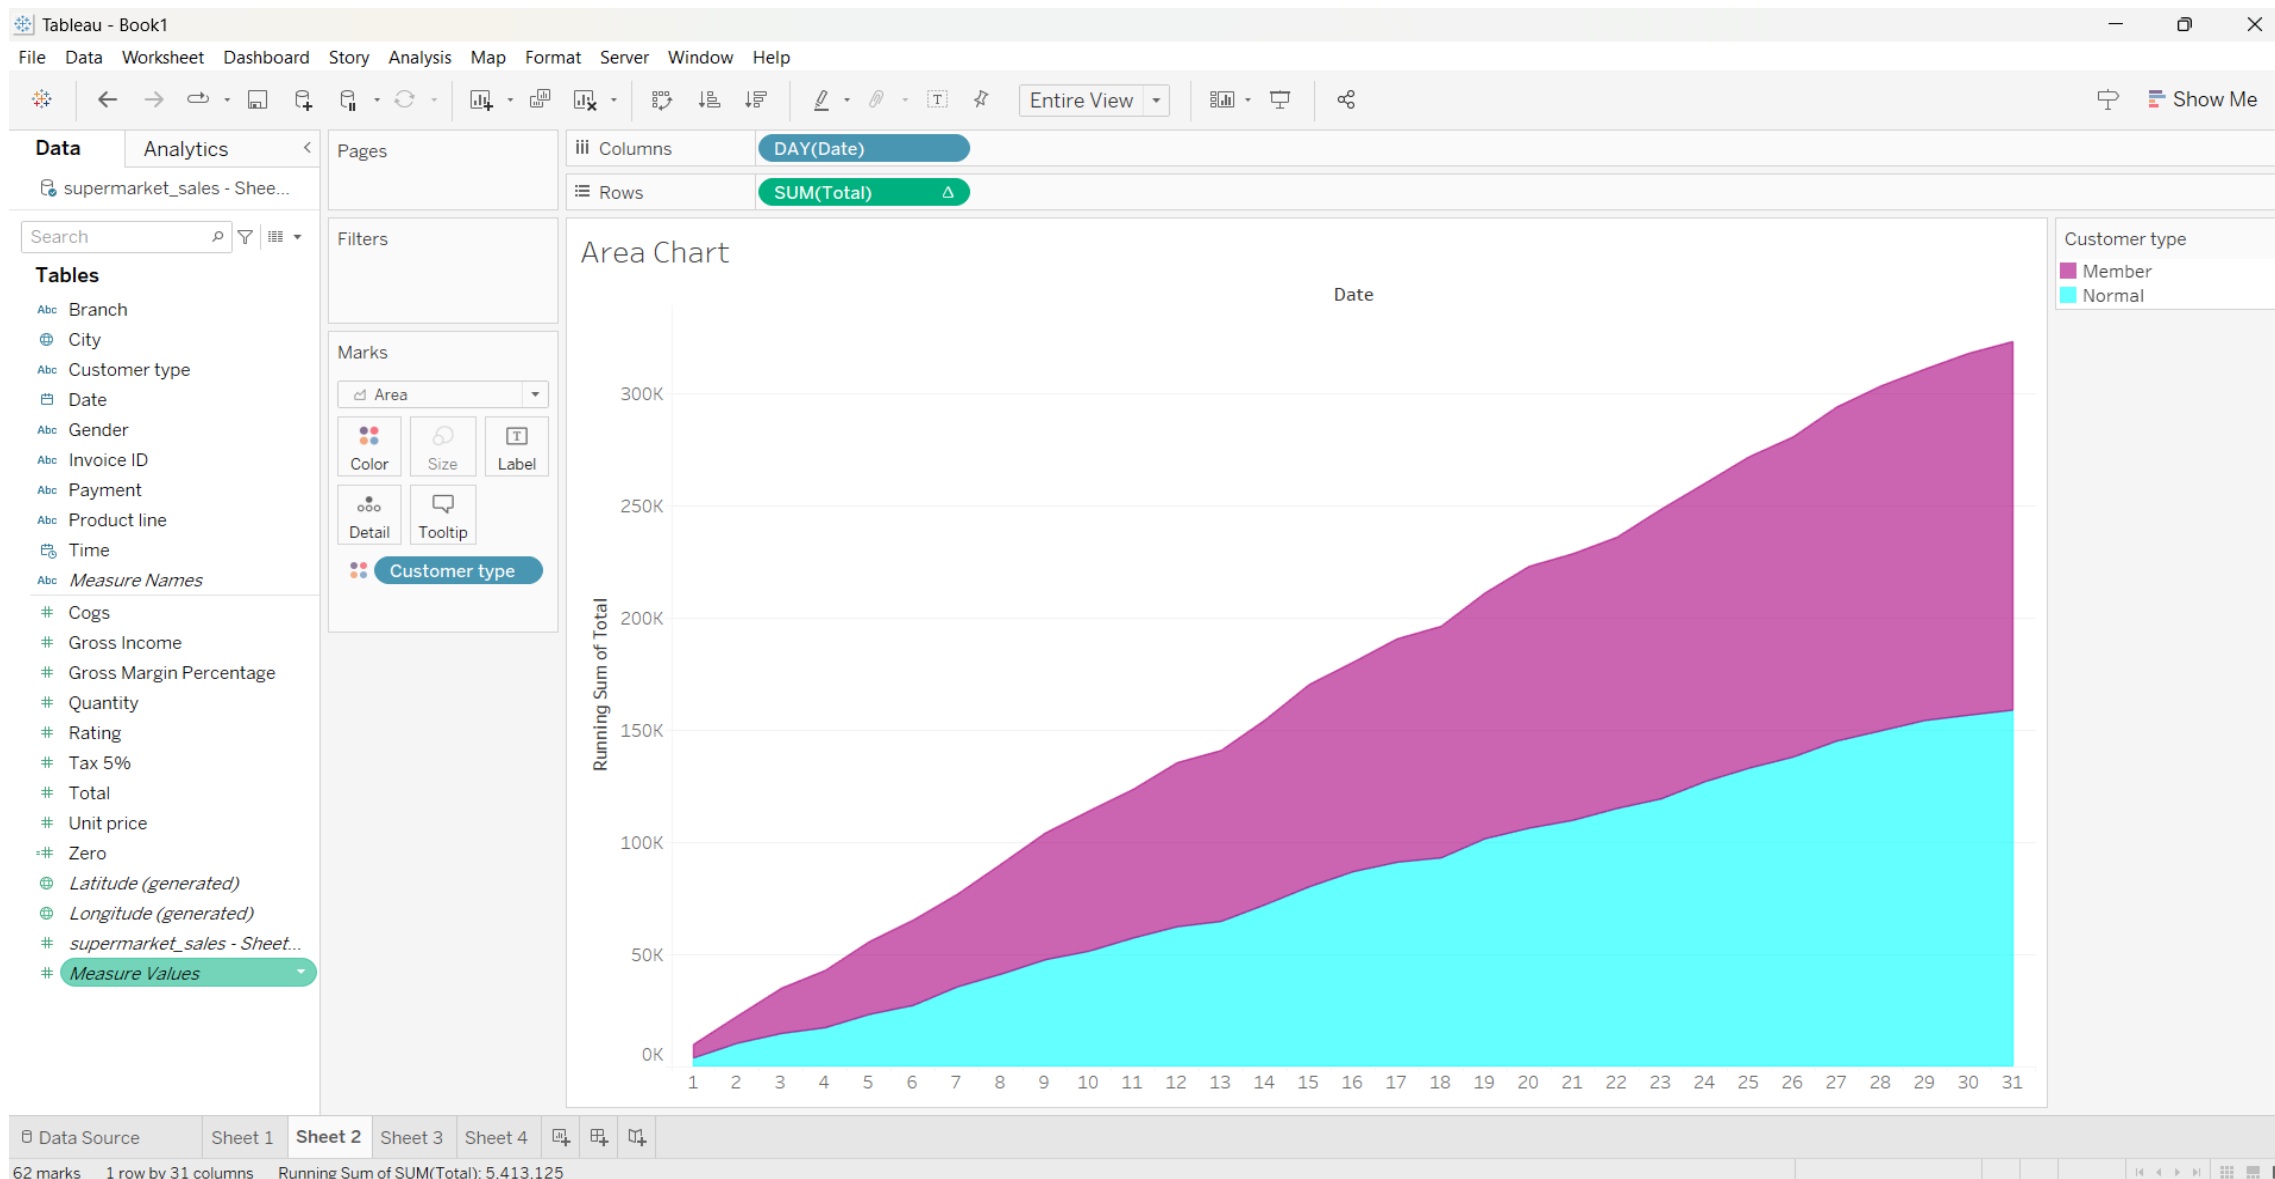 Tableau - Book1
File Data Worksheet Dashboard Story Analysis Map Format Server Window Help
Entire View
Show Me
Data
Analytics
supermarket_sales - Shee...
Search
Tables
Abc Branch
City
Abc Customer type
Date
Abc Gender
Abc Invoice ID
Abc Payment
Abc Product line
Time
Abc Measure Names
# Cogs
# Gross Income
# Gross Margin Percentage
# Quantity
# Rating
# Tax 5%
# Total
# Unit price
=# Zero
Latitude (generated)
Longitude (generated)
# supermarket_sales - Sheet...
# Measure Values
Pages
Filters
Marks
Area
Color Size Label
Detail Tooltip
Customer type
Columns DAY(Date)
Rows SUM(Total) Δ
Area Chart
Date
Running Sum of Total
300K
250K
200K
150K
100K
50K
0K
1 2 3 4 5 6 7 8 9 10 11 12 13 14 15 16 17 18 19 20 21 22 23 24 25 26 27 28 29 30 31
Customer type
Member
Normal
Data Source Sheet 1 Sheet 2 Sheet 3 Sheet 4
62 marks 1 row by 31 columns Running Sum of SUM(Total): 5,413,125